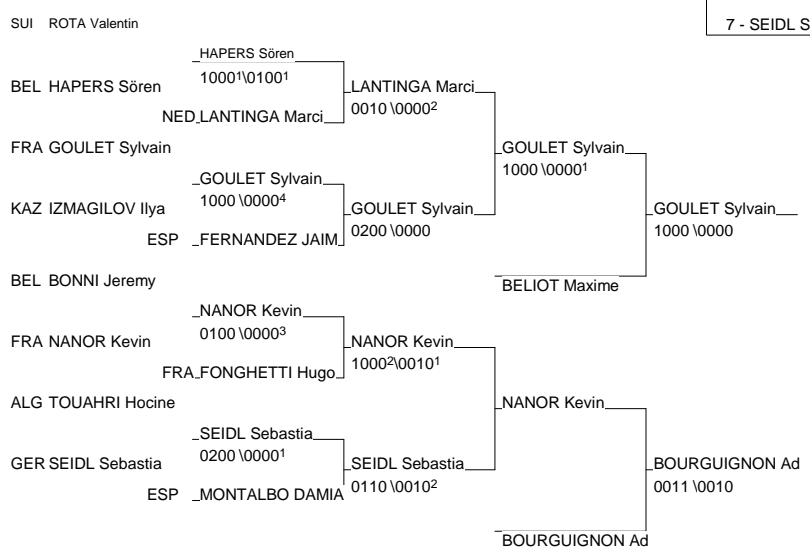 SUI ROTA Valentin
7 - SEIDL S
HAPERS Sören
10001\01001
BEL HAPERS Sören
LANTINGA Marci
0010 \00002
NED LANTINGA Marci
FRA GOULET Sylvain
GOULET Sylvain
10001 \00001
GOULET Sylvain
1000 \00004
KAZ IZMAGILOV Ilya
GOULET Sylvain
0200 \0000
GOULET Sylvain
1000 \0000
ESP FERNANDEZ JAIM
BEL BONNI Jeremy
BELIOT Maxime
NANOR Kevin
0100 \00003
FRA NANOR Kevin
NANOR Kevin
10002\00101
FRA FONGHETTI Hugo
ALG TOUAHRI Hocine
NANOR Kevin
SEIDL Sebastia
0200 \00001
GER SEIDL Sebastia
SEIDL Sebastia
0110 \00102
BOURGUIGNON Ad
0011 \0010
ESP MONTALBO DAMIA
BOURGUIGNON Ad